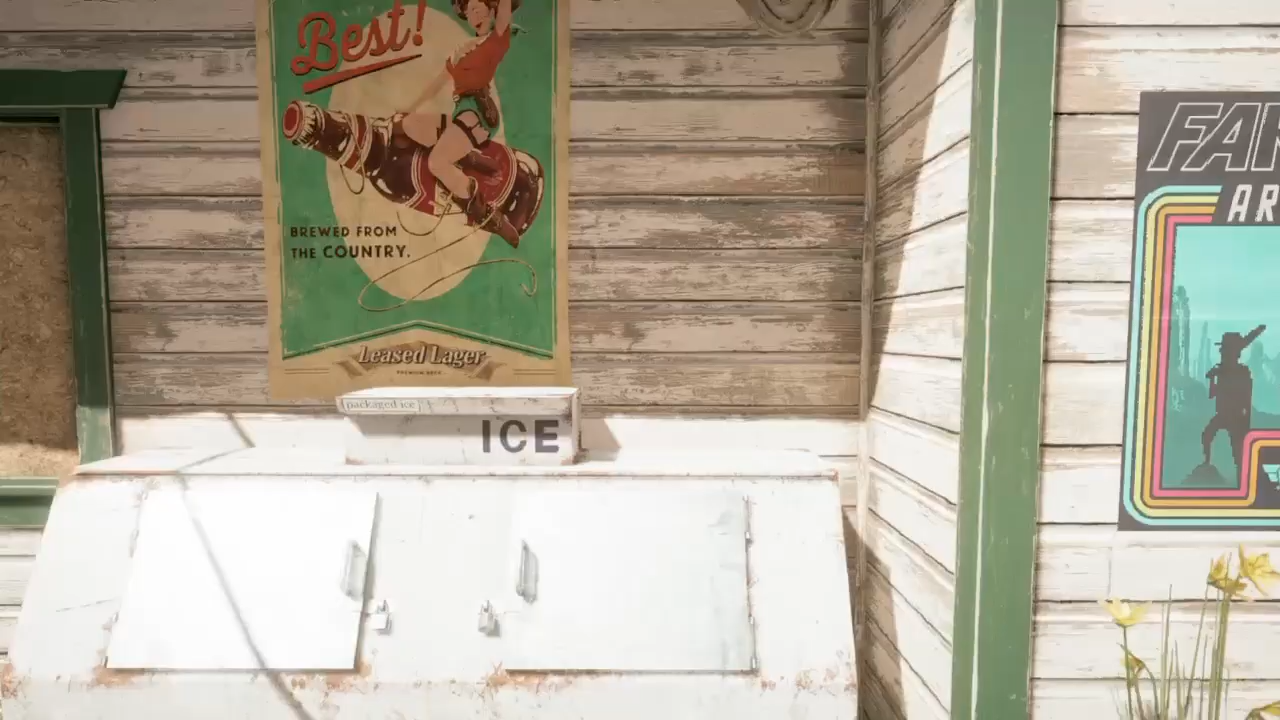 Best!
BREWED FROM
THE COUNTRY.
Leased Lager
packaged ice
ICE
FAR
AR